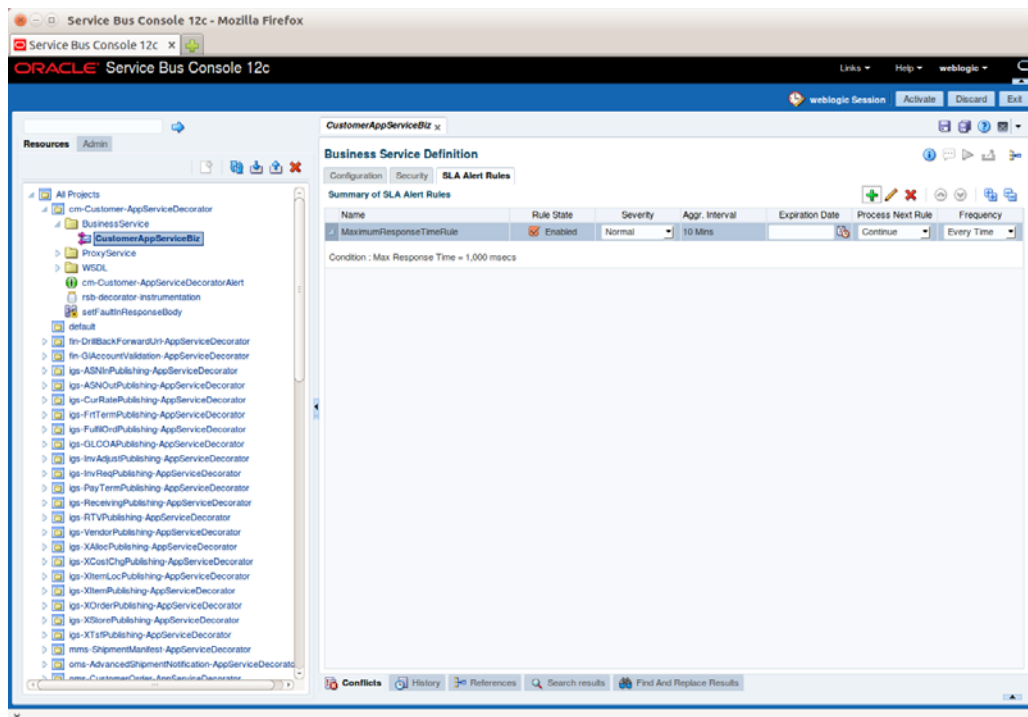 Service Bus Console 12c - Mozilla Firefox
Service Bus Console 12c
ORACLE Service Bus Console 12c
Links Help weblogic
weblogic Session Activate Discard Exit
CustomerAppServiceBiz
Resources Admin
Business Service Definition
Configuration Security SLA Alert Rules
Summary of SLA Alert Rules
Name Rule State Severity Aggr. Interval Expiration Date Process Next Rule Frequency
MaximumResponseTimeRule Enabled Normal 10 Mins Continue Every Time
Condition : Max Response Time = 1,000 msecs
All Projects
cm-Customer-AppServiceDecorator
BusinessService
CustomerAppServiceBiz
ProxyService
WSDL
cm-Customer-AppServiceDecoratorAlert
rsb-decorator-instrumentation
setFaultInResponseBody
default
fin-DrillBackForwardUrl-AppServiceDecorator
fin-GlAccountValidation-AppServiceDecorator
igs-ASNInPublishing-AppServiceDecorator
igs-ASNOutPublishing-AppServiceDecorator
igs-CurRatePublishing-AppServiceDecorator
igs-FrtTermPublishing-AppServiceDecorator
igs-FulfilOrdPublishing-AppServiceDecorator
igs-GLCOAPublishing-AppServiceDecorator
igs-InvAdjustPublishing-AppServiceDecorator
igs-InvReqPublishing-AppServiceDecorator
igs-PayTermPublishing-AppServiceDecorator
igs-ReceivingPublishing-AppServiceDecorator
igs-RTVPublishing-AppServiceDecorator
igs-VendorPublishing-AppServiceDecorator
igs-XAllocPublishing-AppServiceDecorator
igs-XCostChgPublishing-AppServiceDecorator
igs-XItemLocPublishing-AppServiceDecorator
igs-XItemPublishing-AppServiceDecorator
igs-XOrderPublishing-AppServiceDecorator
igs-XStorePublishing-AppServiceDecorator
igs-XTsfPublishing-AppServiceDecorator
mms-ShipmentManifest-AppServiceDecorator
oms-AdvancedShipmentNotification-AppServiceDecorato
oms-CustomerOrder-AppServiceDecorator
Conflicts History References Search results Find And Replace Results